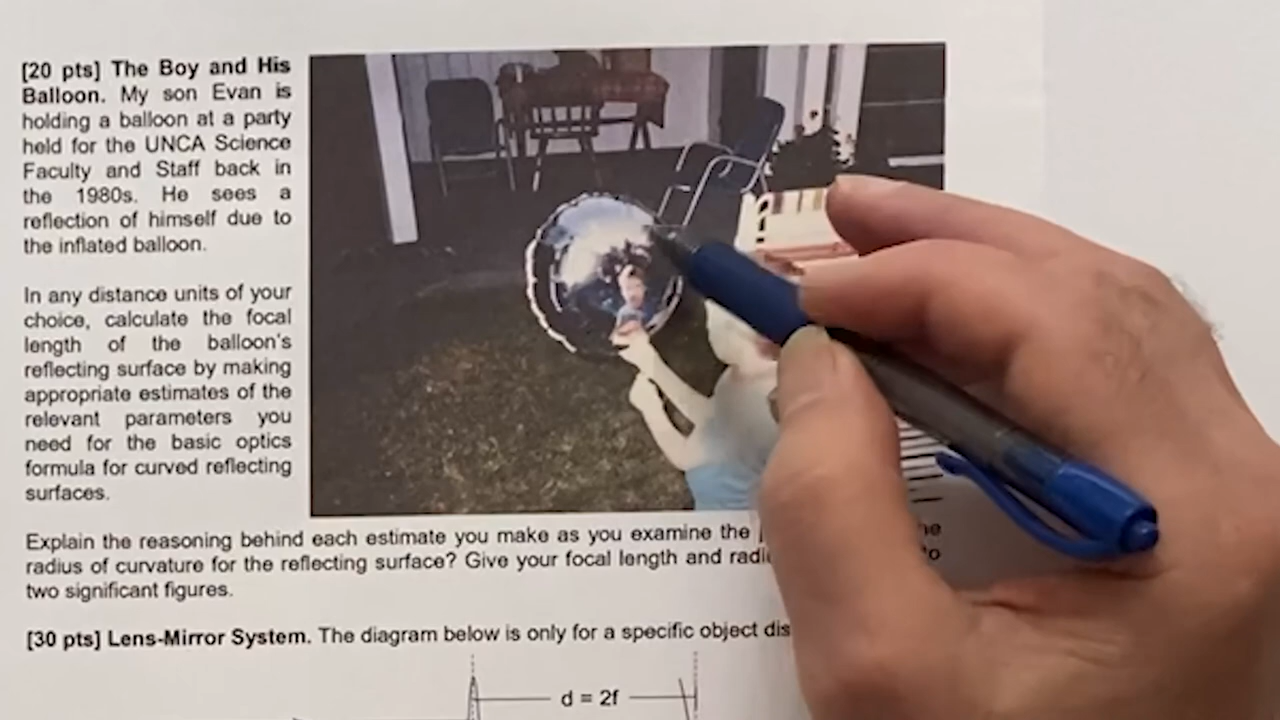 [20 pts] The Boy and His
Balloon. My son Evan is
holding a balloon at a party
held for the UNCA Science
Faculty and Staff back in
the 1980s. He sees a
reflection of himself due to
the inflated balloon.
In any distance units of your
choice, calculate the focal
length of the balloon's
reflecting surface by making
appropriate estimates of the
relevant parameters you
need for the basic optics
formula for curved reflecting
surfaces.
Explain the reasoning behind each estimate you make as you examine the
radius of curvature for the reflecting surface? Give your focal length and
two significant figures.
[30 pts] Lens-Mirror System. The diagram below is only for a specific object
d = 2f